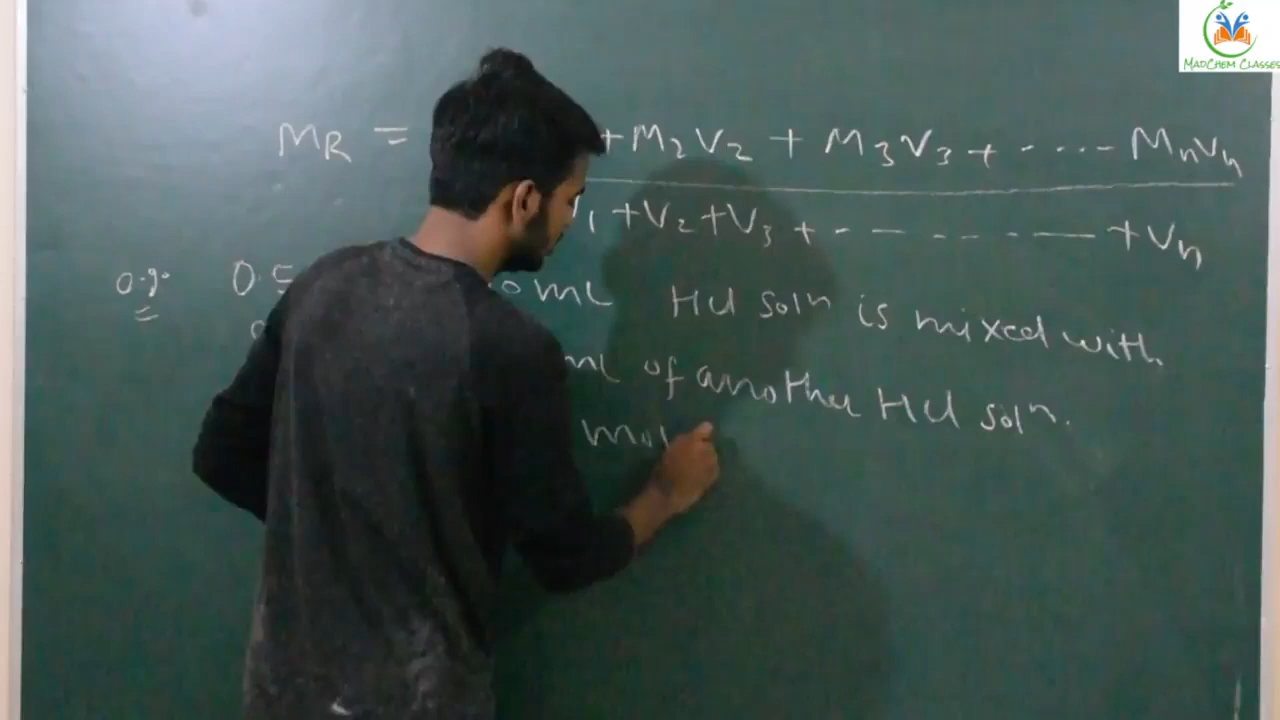 MADCHEM CLASSES
MR = +M2V2 + M3V3 + ..... MnVn
+V2 +V3 + - - - - - +Vn
e.g. 0.5 ml HCl soln is mixed with
ml of another HCl soln.